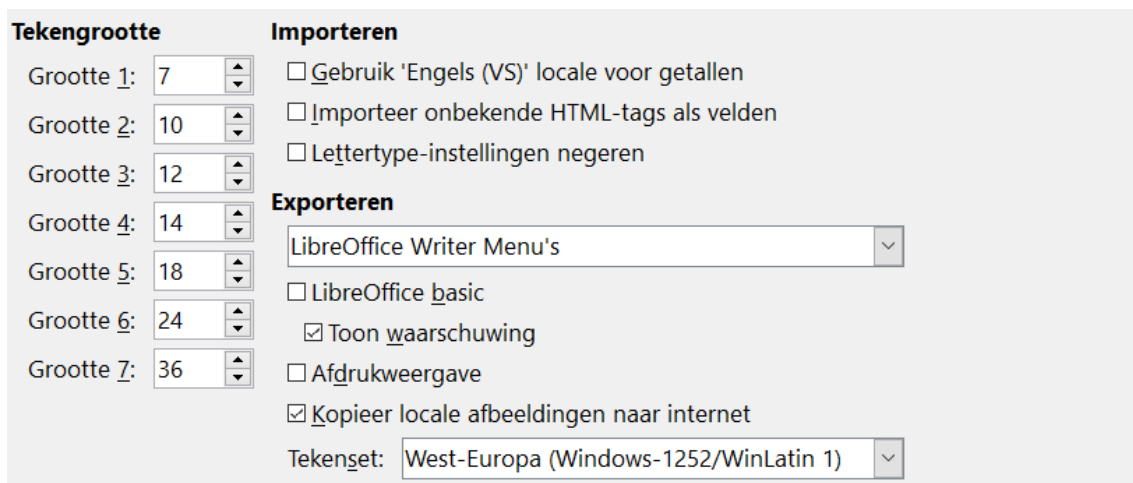 Tekengrootte
Grootte 1: 7
Grootte 2: 10
Grootte 3: 12
Grootte 4: 14
Grootte 5: 18
Grootte 6: 24
Grootte 7: 36
Importeren
Gebruik 'Engels (VS)' locale voor getallen
Importeer onbekende HTML-tags als velden
Lettertype-instellingen negeren
Exporteren
LibreOffice Writer Menu's
LibreOffice basic
Toon waarschuwing
Afdrukweergave
Kopieer locale afbeeldingen naar internet
Tekenset: West-Europa (Windows-1252/WinLatin 1)